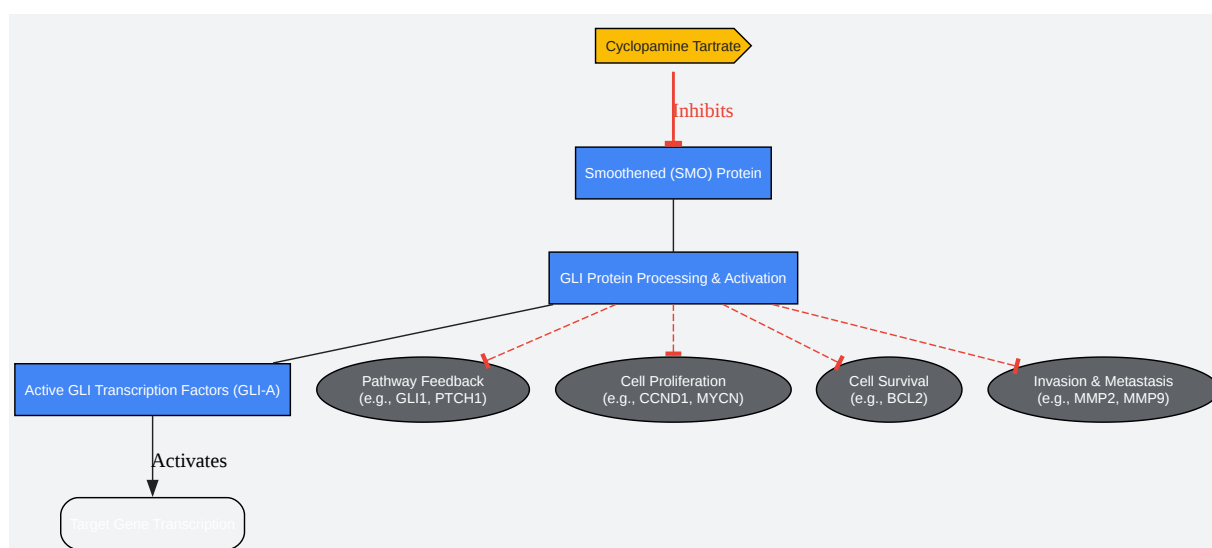 Cyclopamine Tartrate
Inhibits
Smoothened (SMO) Protein
GLI Protein Processing & Activation
Active GLI Transcription Factors (GLI-A)
Pathway Feedback
(e.g., GLI1, PTCH1)
Cell Proliferation
(e.g., CCND1, MYCN)
Cell Survival
(e.g., BCL2)
Invasion & Metastasis
(e.g., MMP2, MMP9)
Activates
Target Gene Transcription